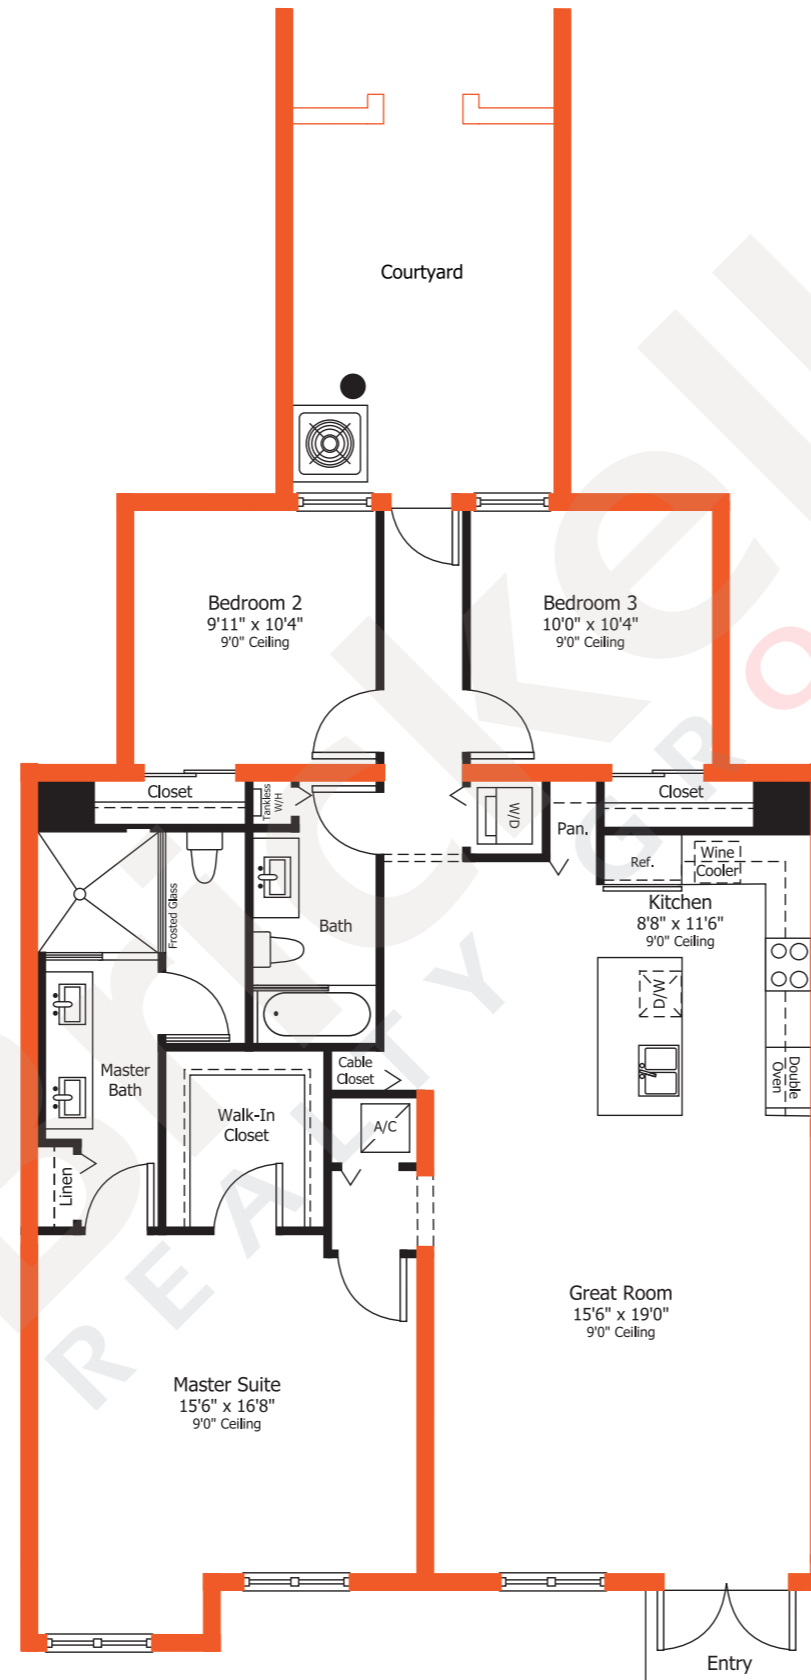 Courtyard
Bedroom 2
9'11" x 10'4"
9'0" Ceiling
Bedroom 3
10'0" x 10'4"
9'0" Ceiling
Closet
Tankless
W/H
W/D
Pan.
Closet
Ref.
Wine
Cooler
Kitchen
8'8" x 11'6"
9'0" Ceiling
Frosted Glass
Bath
D/W
Double
Oven
Master
Bath
Cable
Closet
Walk-In
Closet
A/C
Linen
Great Room
15'6" x 19'0"
9'0" Ceiling
Master Suite
15'6" x 16'8"
9'0" Ceiling
Entry
Brickell
REALTY GRO